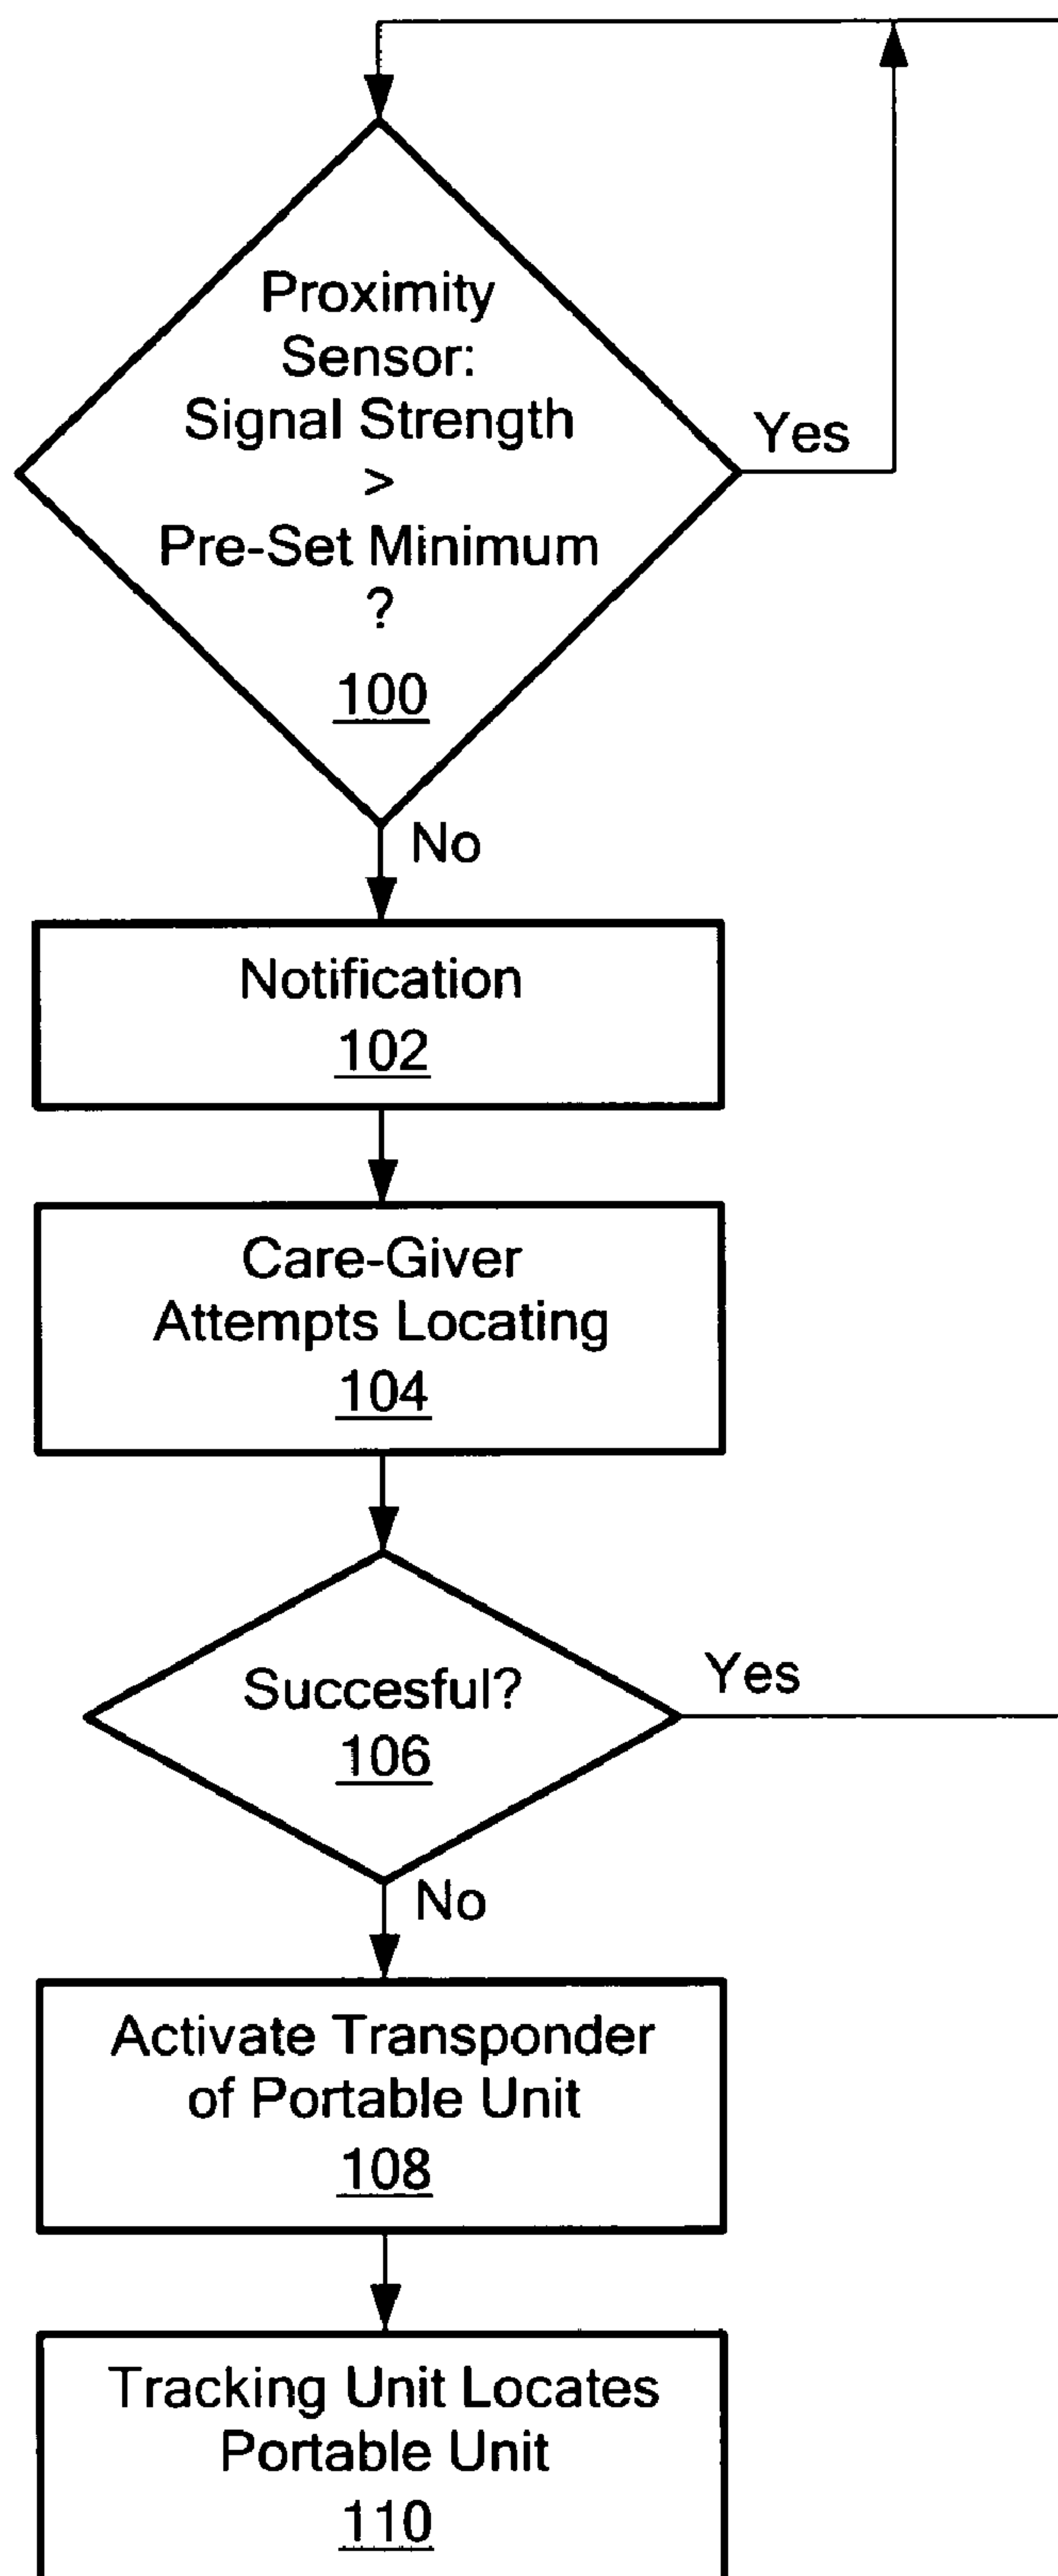 Proximity
Sensor:
Signal Strength
>
Pre-Set Minimum
?
100
Yes
No
Notification
102
Care-Giver
Attempts Locating
104
Succesful?
106
Yes
No
Activate Transponder
of Portable Unit
108
Tracking Unit Locates
Portable Unit
110